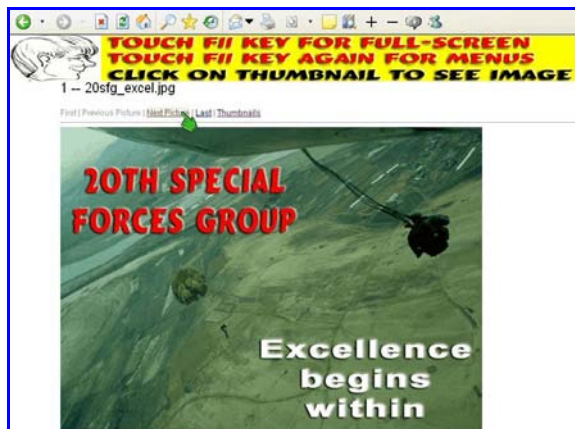 TOUCH F11 KEY FOR FULL-SCREEN
TOUCH F11 KEY AGAIN FOR MENUS
CLICK ON THUMBNAIL TO SEE IMAGE
1 -- 20sfg_excel.jpg
First | Previous Picture | Next Picture | Last | Thumbnails
20TH SPECIAL
FORCES GROUP
Excellence
begins
within